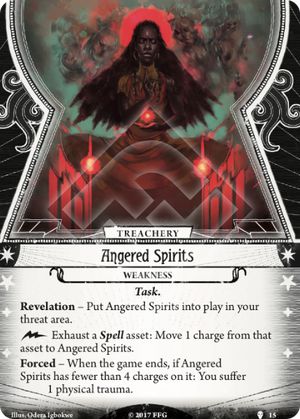 TREACHERY
Angered Spirits
WEAKNESS
Task.
Revelation – Put Angered Spirits into play in your
threat area.
Exhaust a Spell asset: Move 1 charge from that
asset to Angered Spirits.
Forced – When the game ends, if Angered
Spirits has fewer than 4 charges on it: You suffer
1 physical trauma.
Illus. Odera Igbokwe
© 2017 FFG
15